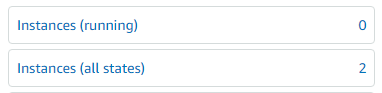 Instances (running) 0
Instances (all states) 2